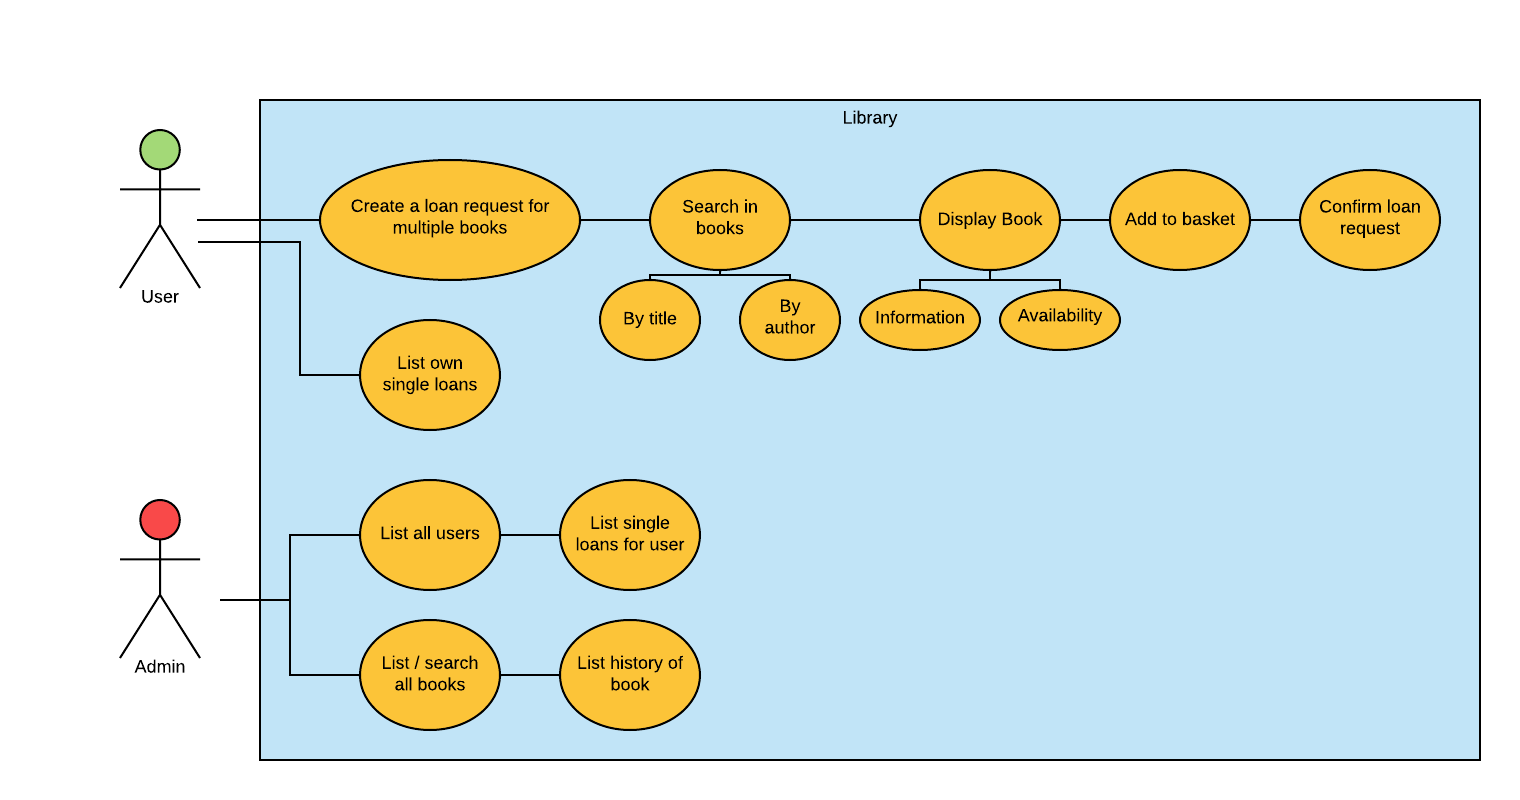 Library
Create a loan request for
multiple books
Search in
books
Display Book
Add to basket
Confirm loan
request
User
By title
By
author
Information
Availability
List own
single loans
List all users
List single
loans for user
Admin
List / search
all books
List history of
book